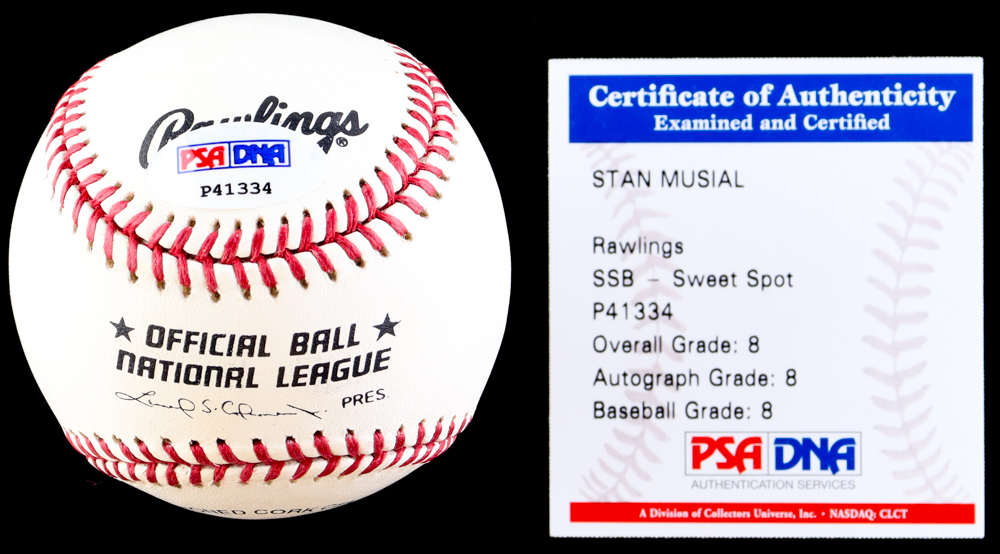 Rawlings®
PSA DNA
P41334
★ OFFICIAL BALL ★
NATIONAL LEAGUE
PRES.
Certificate of Authenticity
Examined and Certified
STAN MUSIAL
Rawlings
SSB – Sweet Spot
P41334
Overall Grade: 8
Autograph Grade: 8
Baseball Grade: 8
PSA DNA
AUTHENTICATION SERVICES
A Division of Collectors Universe, Inc. • NASDAQ: CLCT